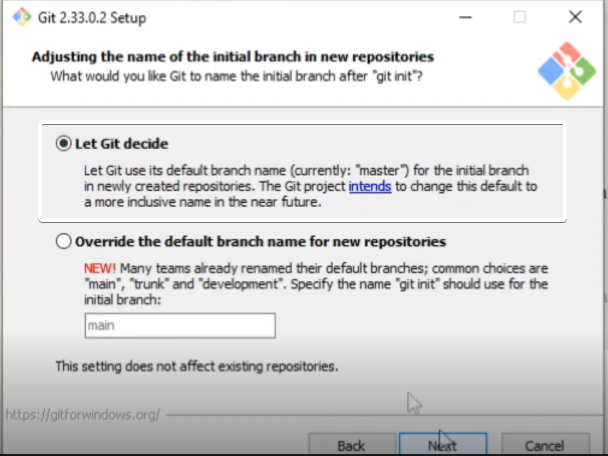 Git 2.33.0.2 Setup
Adjusting the name of the initial branch in new repositories
What would you like Git to name the initial branch after "git init"?
Let Git decide
Let Git use its default branch name (currently: "master") for the initial branch
in newly created repositories. The Git project intends to change this default to
a more inclusive name in the near future.
Override the default branch name for new repositories
NEW! Many teams already renamed their default branches; common choices are
"main", "trunk" and "development". Specify the name "git init" should use for the
initial branch:
main
This setting does not affect existing repositories.
https://gitforwindows.org/
Back Next Cancel